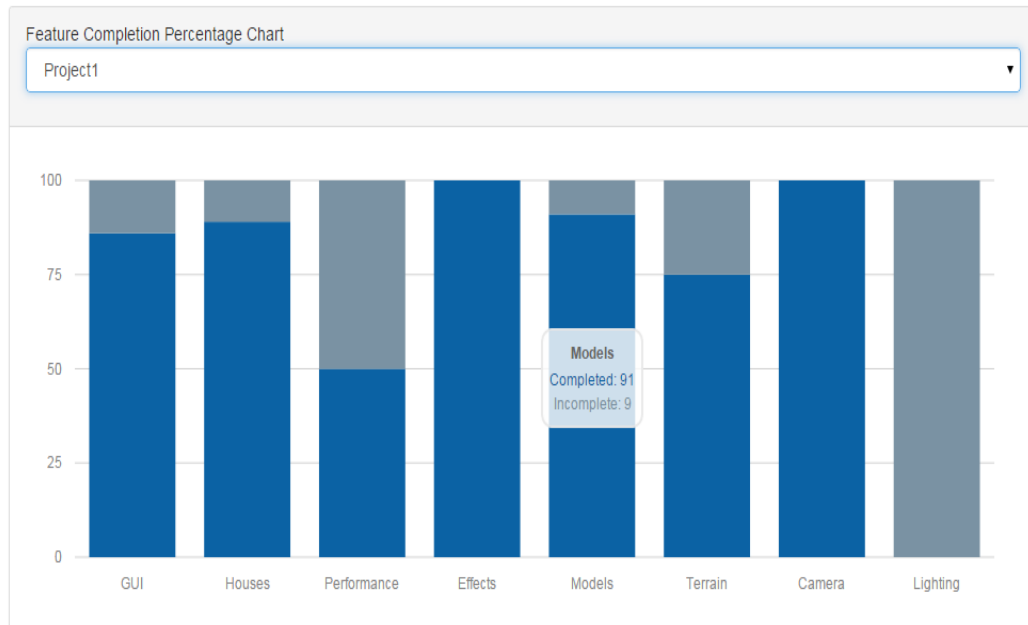 Feature Completion Percentage Chart
Project1
100
75
50
25
0
Models
Completed: 91
Incomplete: 9
GUI Houses Performance Effects Models Terrain Camera Lighting